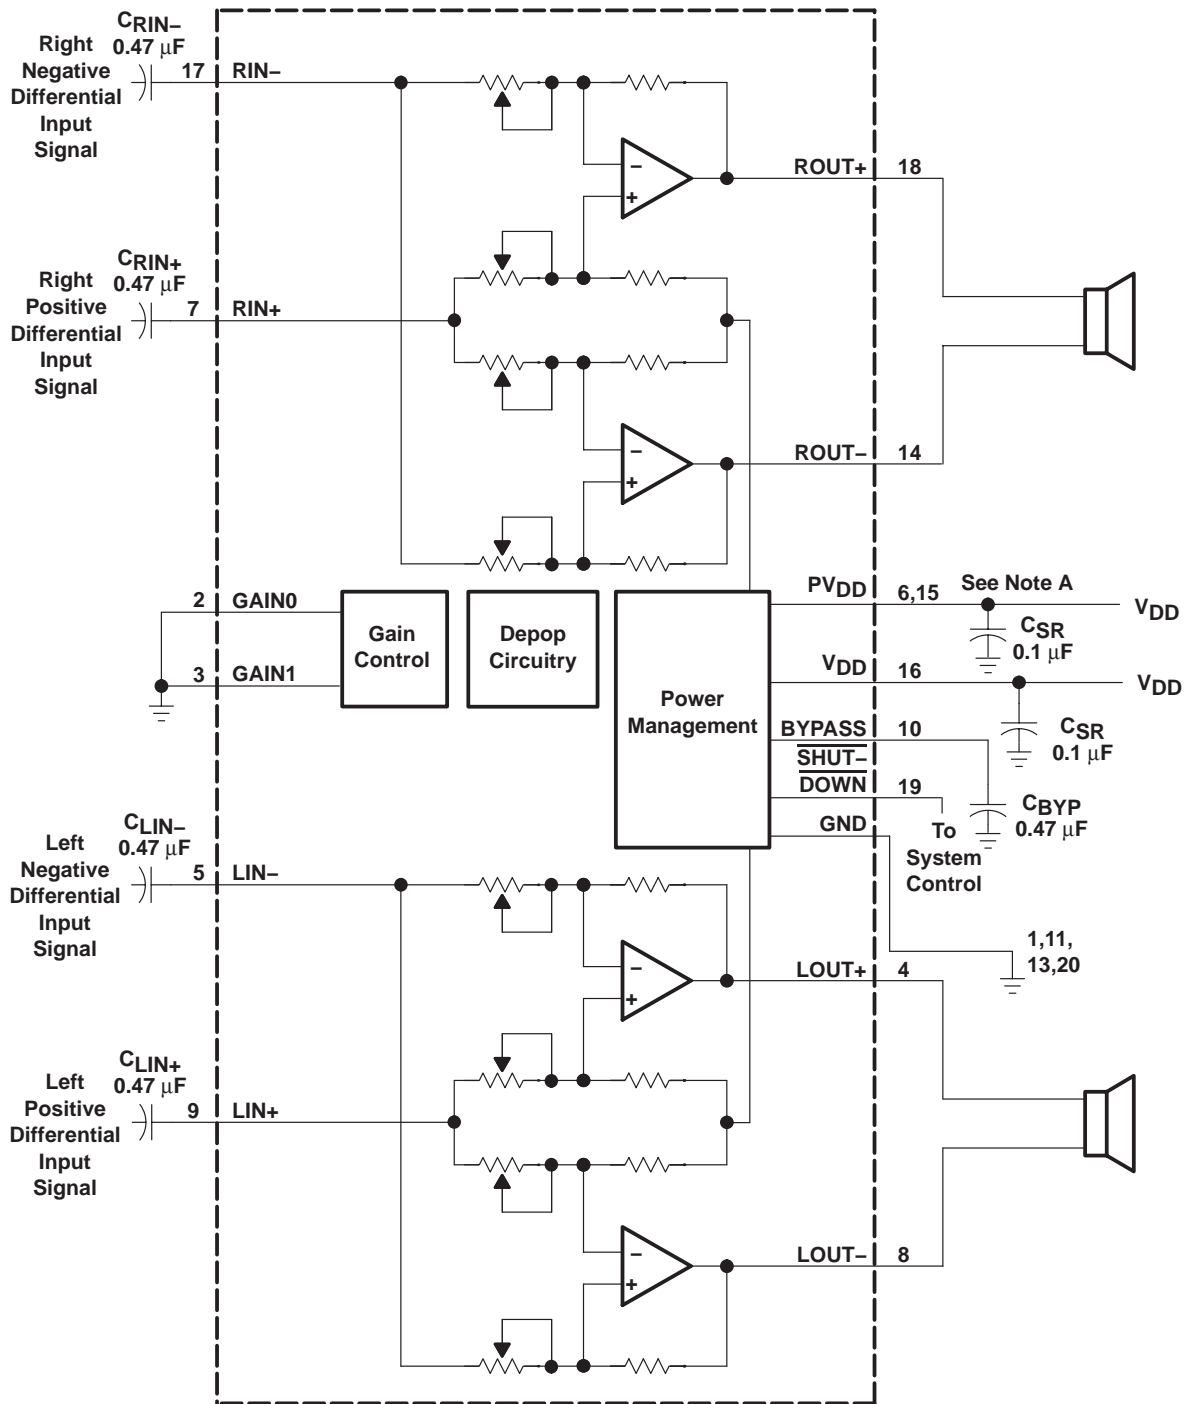 CRIN−
0.47 μF
Right
Negative
Differential
Input
Signal
17
RIN−
−
+
ROUT+
18
CRIN+
0.47 μF
Right
Positive
Differential
Input
Signal
7
RIN+
−
+
ROUT−
14
2
GAIN0
3
GAIN1
Gain
Control
Depop
Circuitry
Power
Management
PVDD
6,15
See Note A
VDD
CSR
0.1 μF
VDD
16
VDD
CSR
0.1 μF
BYPASS
10
SHUT−
DOWN
19
CBYP
0.47 μF
GND
To
System
Control
1,11,
13,20
CLIN−
0.47 μF
Left
Negative
Differential
Input
Signal
5
LIN−
−
+
LOUT+
4
CLIN+
0.47 μF
Left
Positive
Differential
Input
Signal
9
LIN+
−
+
LOUT−
8